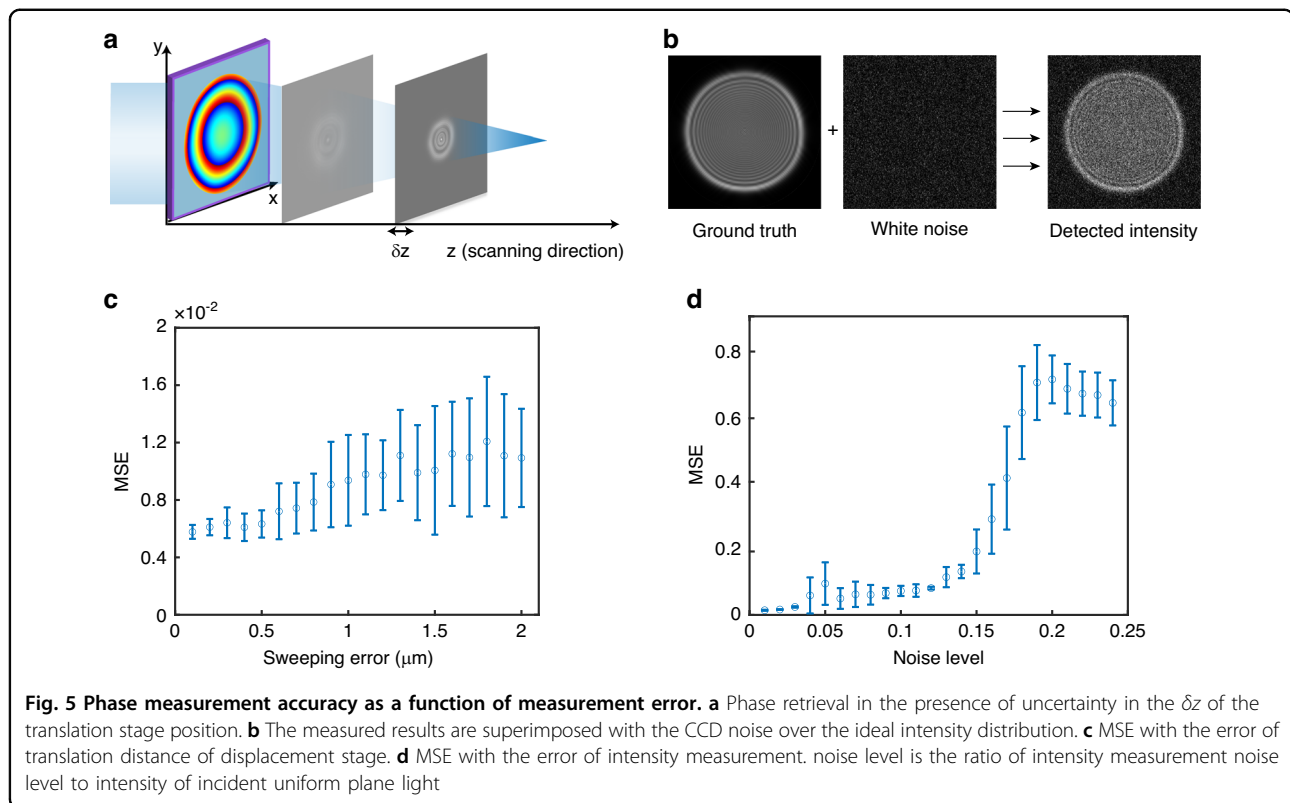 a
y
x
δz
z (scanning direction)
b
+
Ground truth
White noise
Detected intensity
c
×10⁻²
2
1.6
1.2
0.8
0.4
0
MSE
0
0.5
1
1.5
2
Sweeping error (μm)
d
0.8
0.6
0.4
0.2
0
MSE
0
0.05
0.1
0.15
0.2
0.25
Noise level
Fig. 5 Phase measurement accuracy as a function of measurement error. a Phase retrieval in the presence of uncertainty in the δz of the
translation stage position. b The measured results are superimposed with the CCD noise over the ideal intensity distribution. c MSE with the error of
translation distance of displacement stage. d MSE with the error of intensity measurement. noise level is the ratio of intensity measurement noise
level to intensity of incident uniform plane light